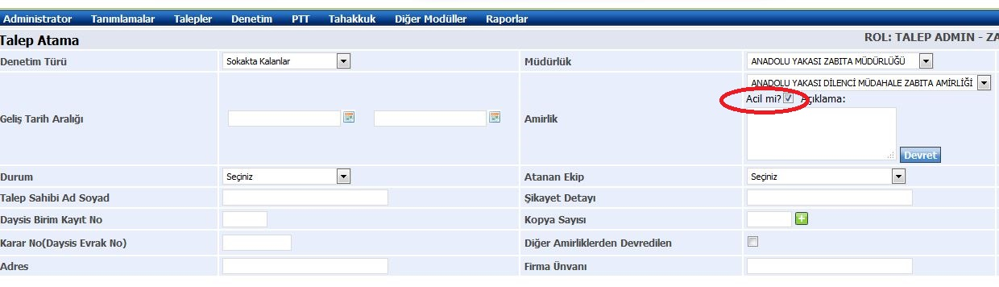 Administrator Tanımlamalar Talepler Denetim PTT Tahakkuk Diğer Modüller Raporlar
Talep Atama ROL: TALEP ADMIN - ZA
Denetim Türü Sokakta Kalanlar Müdürlük ANADOLU YAKASI ZABITA MÜDÜRLÜĞÜ
ANADOLU YAKASI DİLENCİ MÜDAHALE ZABITA AMİRLİĞİ
Acil mi? Açıklama:
Geliş Tarih Aralığı Amirlik
Devret
Durum Seçiniz Atanan Ekip Seçiniz
Talep Sahibi Ad Soyad Şikayet Detayı
Daysis Birim Kayıt No Kopya Sayısı
Karar No(Daysis Evrak No) Diğer Amirliklerden Devredilen
Adres Firma Ünvanı